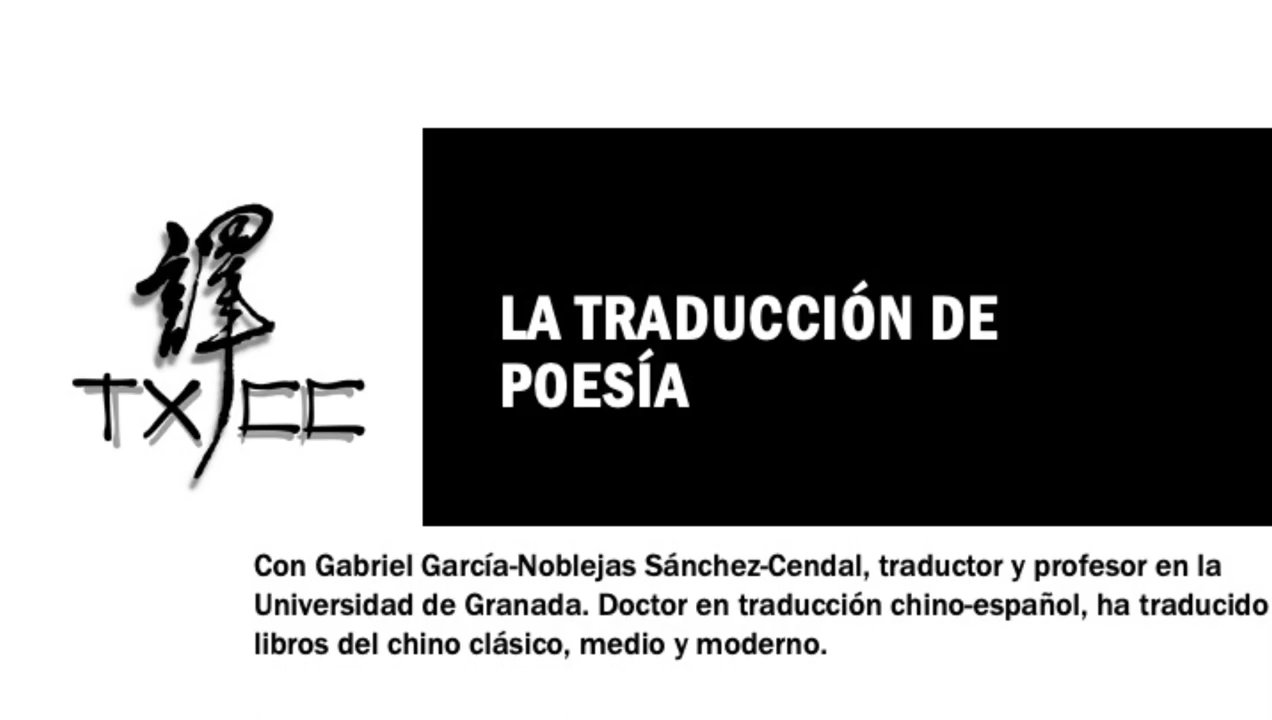 譯
TXICC
LA TRADUCCIÓN DE
POESÍA
Con Gabriel García-Noblejas Sánchez-Cendal, traductor y profesor en la
Universidad de Granada. Doctor en traducción chino-español, ha traducido
libros del chino clásico, medio y moderno.